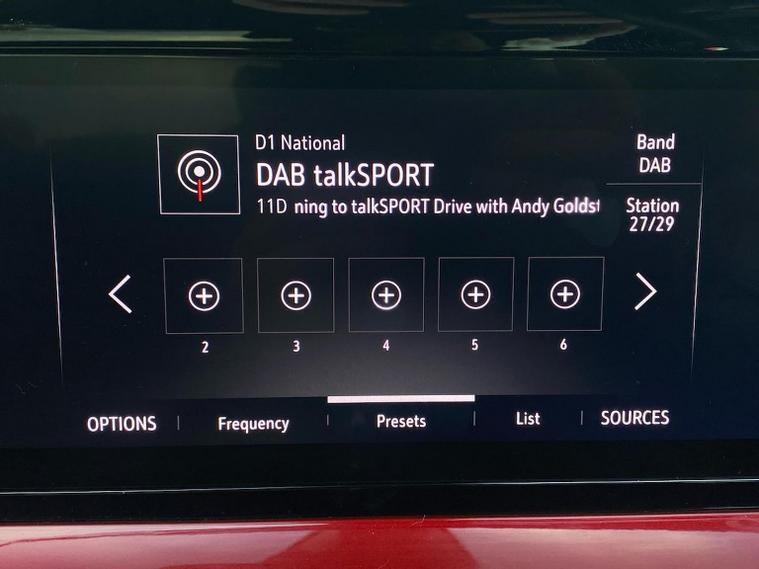 D1 National
DAB talkSPORT
11D ning to talkSPORT Drive with Andy Goldst
Band
DAB
Station
27/29
2 3 4 5 6
OPTIONS Frequency Presets List SOURCES